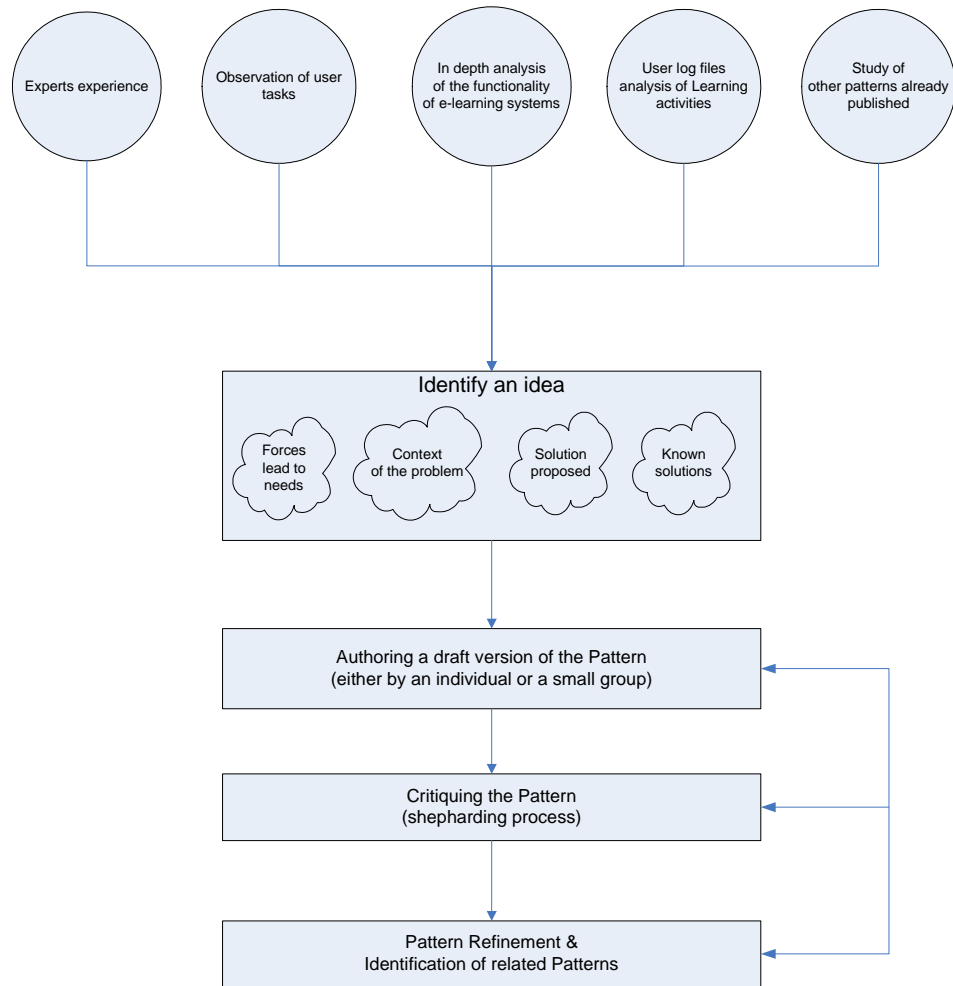 Experts experience
Observation of user
tasks
In depth analysis
of the functionality
of e-learning systems
User log files
analysis of Learning
activities
Study of
other patterns already
published
Identify an idea
Forces
lead to
needs
Context
of the problem
Solution
proposed
Known
solutions
Authoring a draft version of the Pattern
(either by an individual or a small group)
Critiquing the Pattern
(shepharding process)
Pattern Refinement &
Identification of related Patterns